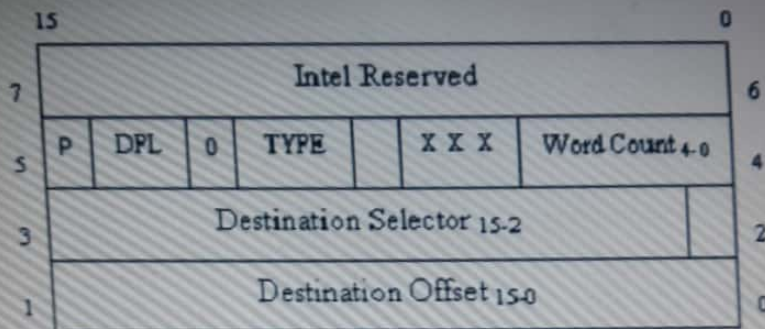 15 0
7 Intel Reserved 6
5 P DPL 0 TYPE X X X Word Count 4-0 4
3 Destination Selector 15-2 2
1 Destination Offset 15-0 0